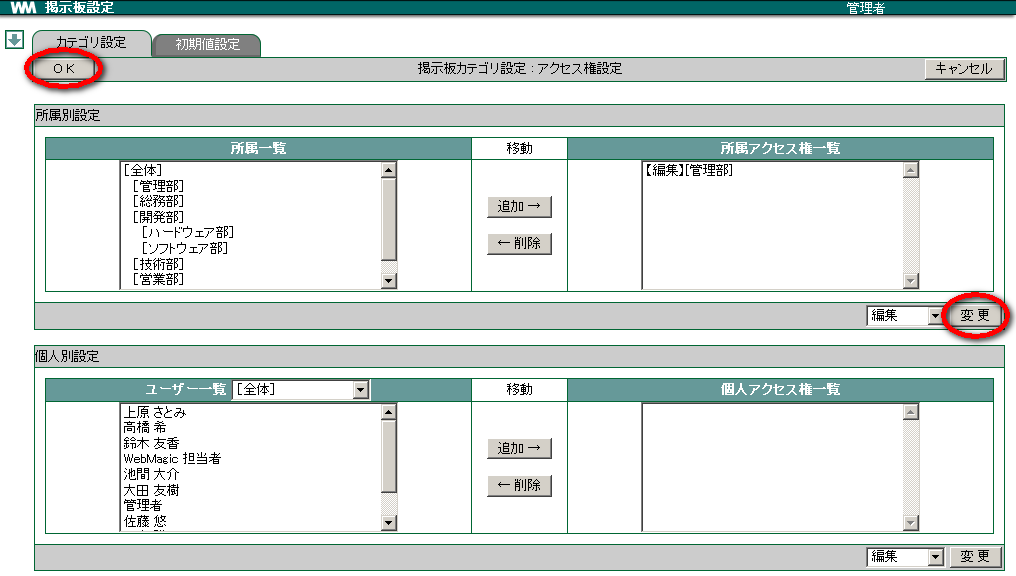 WM 掲示板設定 管理者
カテゴリ設定 初期値設定
OK 掲示板カテゴリ設定：アクセス権設定 キャンセル
所属別設定
所属一覧 移動 所属アクセス権一覧
[全体]
[管理部]
[総務部]
[開発部]
[ハードウェア部]
[ソフトウェア部]
[技術部]
[営業部]
追加→
←削除
【編集】[管理部]
編集 変更
個人別設定
ユーザー一覧 [全体] 移動 個人アクセス権一覧
上原 さとみ
高橋 希
鈴木 友香
WebMagic 担当者
池間 大介
大田 友樹
管理者
佐藤 悠
追加→
←削除
編集 変更